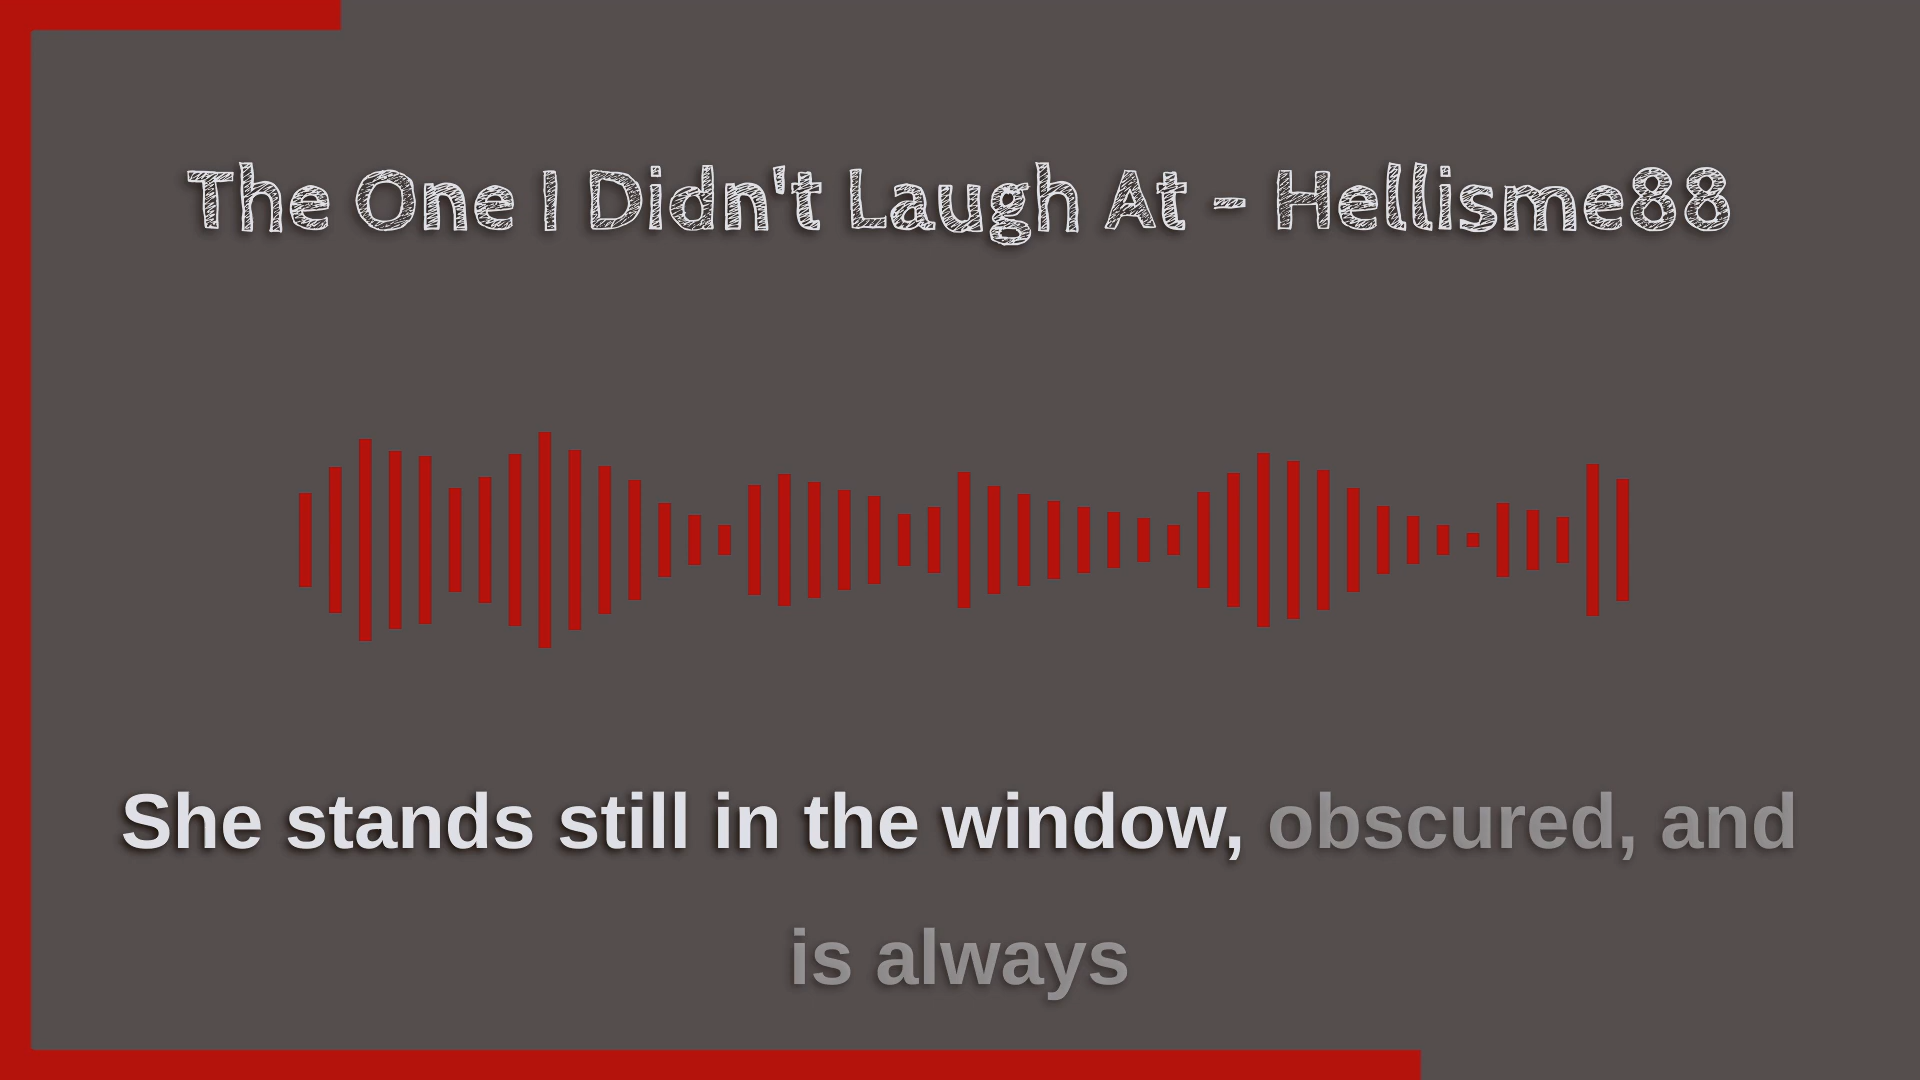 The One I Didn't Laugh At - Hellisme88
She stands still in the window, obscured, and
is always